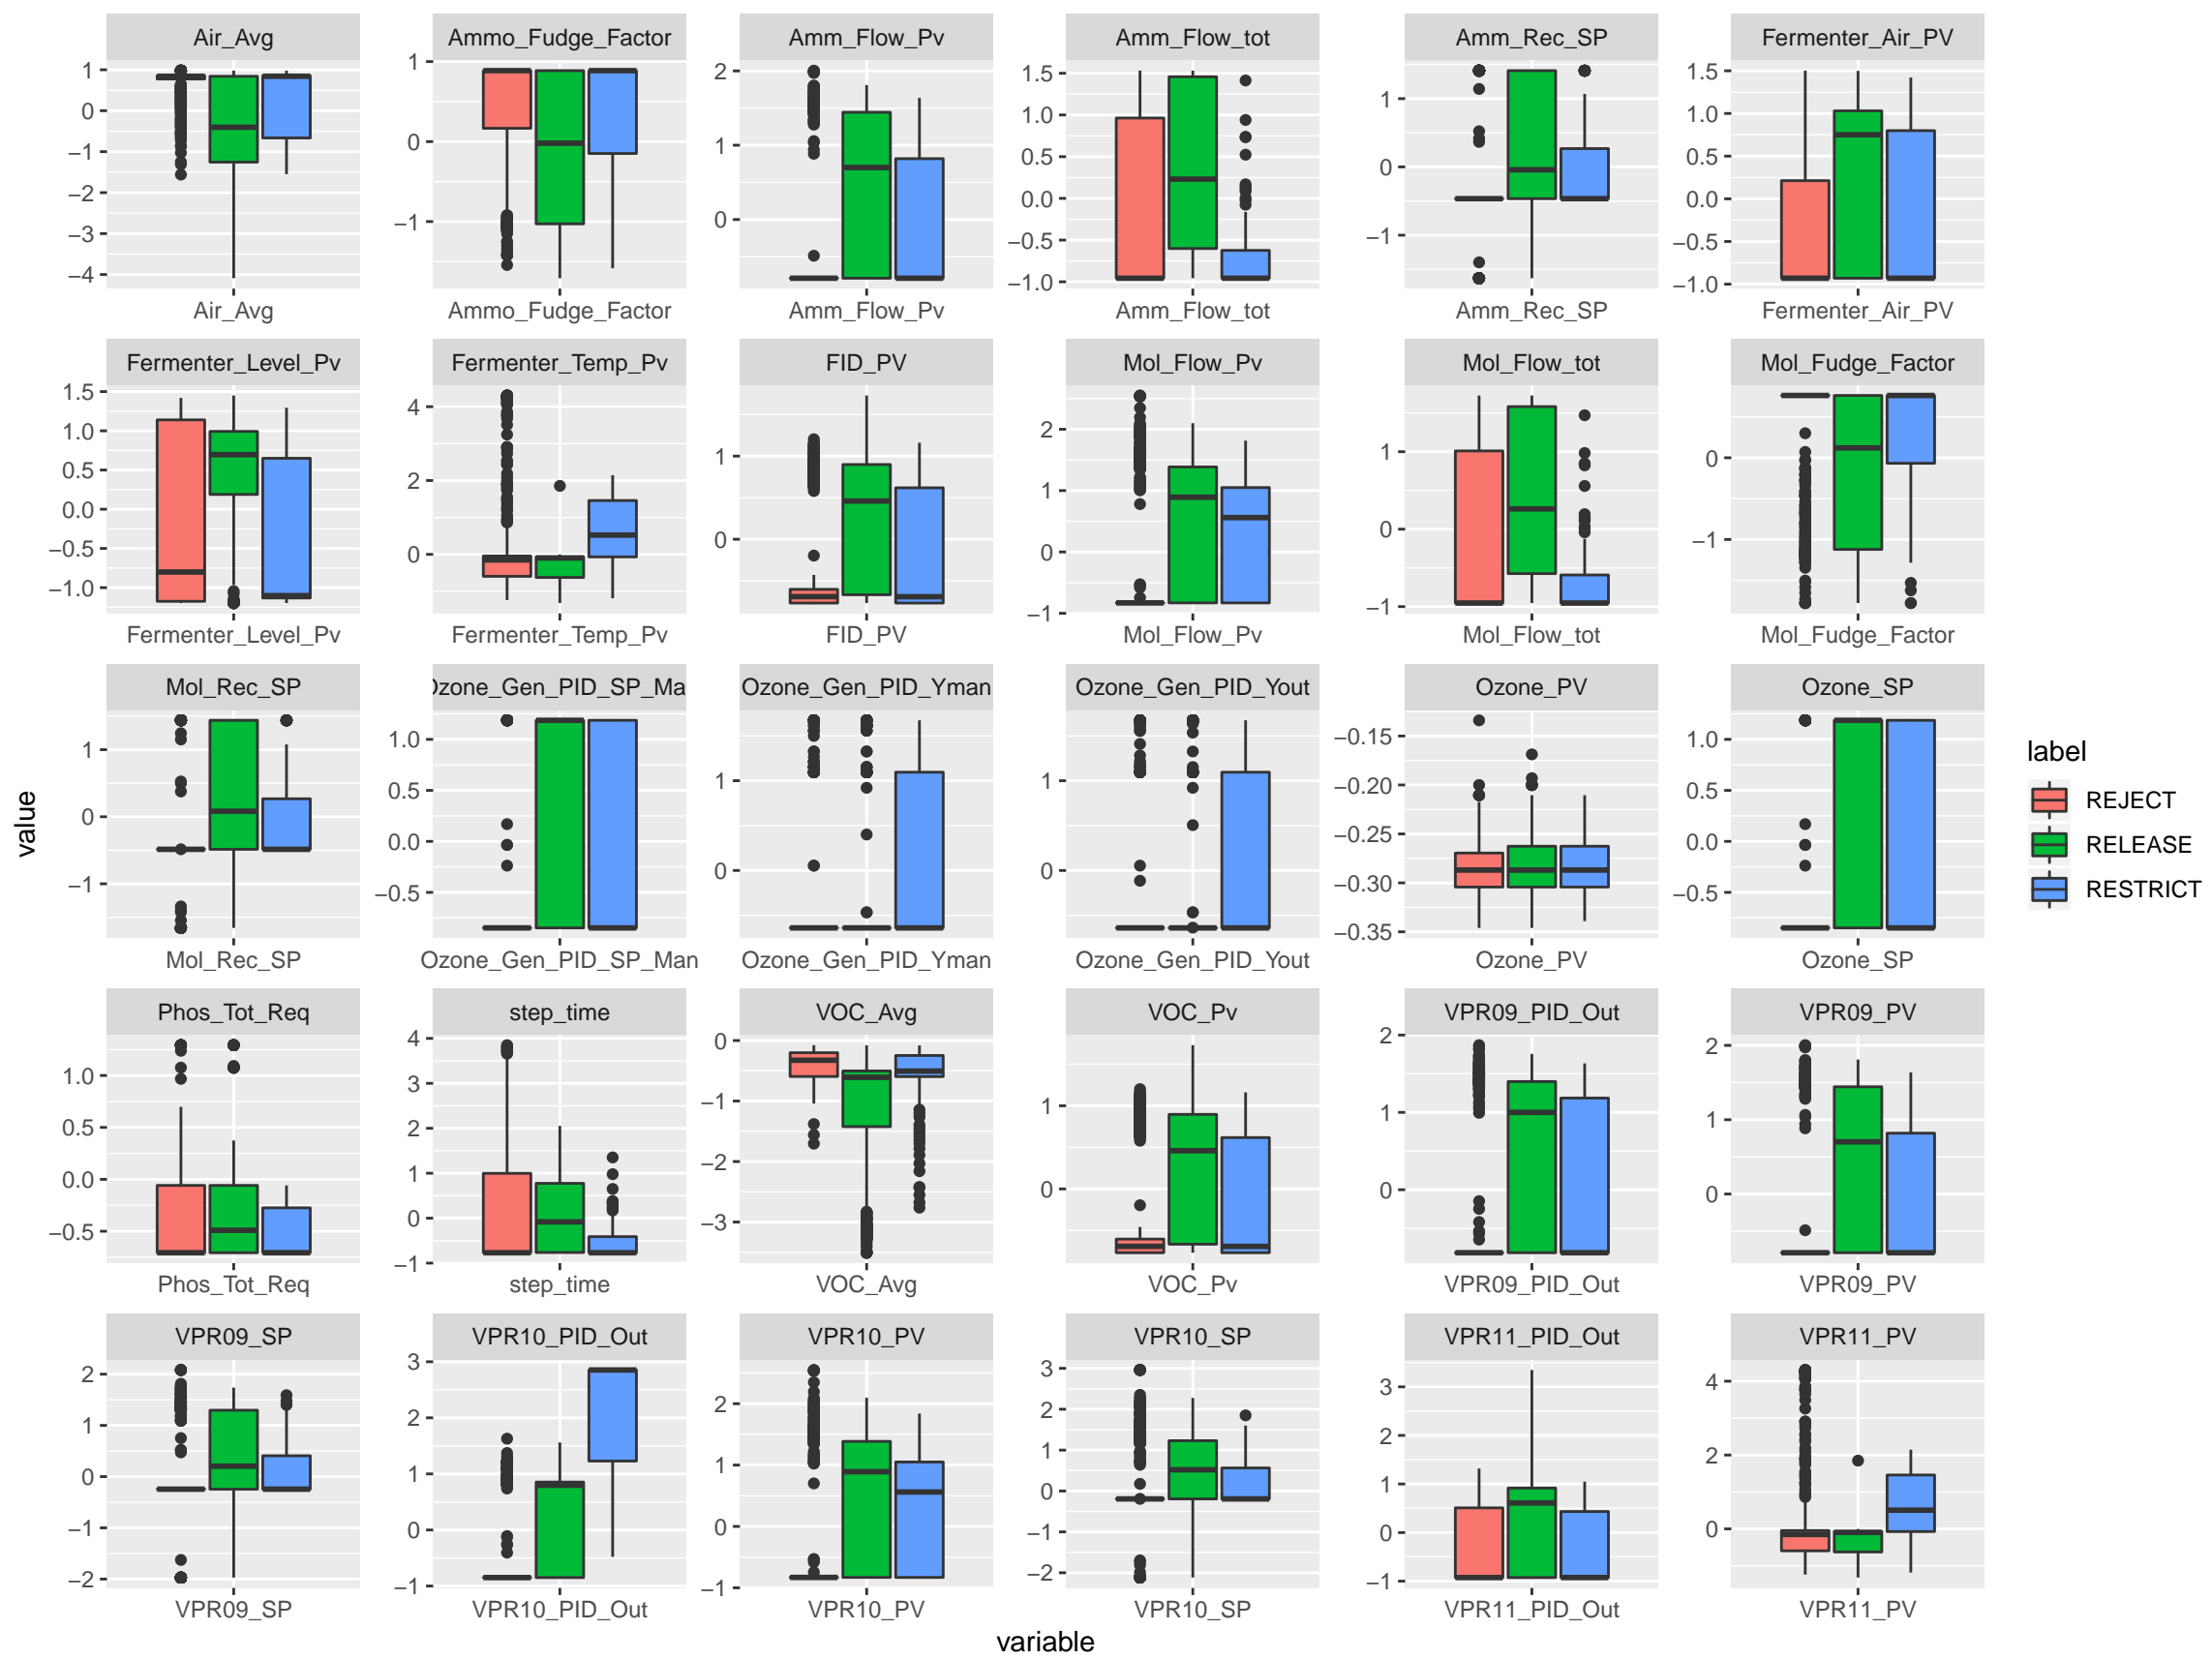 Air_Avg Ammo_Fudge_Factor Amm_Flow_Pv Amm_Flow_tot Amm_Rec_SP Fermenter_Air_PV
1 0 −1 −2 −3 −4
1 0 −1
2 1 0
1.5 1.0 0.5 0.0 −0.5 −1.0
1 0 −1
1.5 1.0 0.5 0.0 −0.5 −1.0
Air_Avg Ammo_Fudge_Factor Amm_Flow_Pv Amm_Flow_tot Amm_Rec_SP Fermenter_Air_PV
Fermenter_Level_Pv Fermenter_Temp_Pv FID_PV Mol_Flow_Pv Mol_Flow_tot Mol_Fudge_Factor
1.5 1.0 0.5 0.0 −0.5 −1.0
4 2 0
1 0
2 1 0 −1
1 0 −1
0 −1
Fermenter_Level_Pv Fermenter_Temp_Pv FID_PV Mol_Flow_Pv Mol_Flow_tot Mol_Fudge_Factor
Mol_Rec_SP Ozone_Gen_PID_SP_Ma Ozone_Gen_PID_Yman Ozone_Gen_PID_Yout Ozone_PV Ozone_SP
1 0 −1
1.0 0.5 0.0 −0.5
1 0
1 0
−0.15 −0.20 −0.25 −0.30 −0.35
1.0 0.5 0.0 −0.5
Mol_Rec_SP Ozone_Gen_PID_SP_Man Ozone_Gen_PID_Yman Ozone_Gen_PID_Yout Ozone_PV Ozone_SP
Phos_Tot_Req step_time VOC_Avg VOC_Pv VPR09_PID_Out VPR09_PV
1.0 0.5 0.0 −0.5
4 3 2 1 0 −1
0 −1 −2 −3
1 0
2 1 0
2 1 0
Phos_Tot_Req step_time VOC_Avg VOC_Pv VPR09_PID_Out VPR09_PV
VPR09_SP VPR10_PID_Out VPR10_PV VPR10_SP VPR11_PID_Out VPR11_PV
2 1 0 −1 −2
3 2 1 0 −1
2 1 0 −1
3 2 1 0 −1 −2
3 2 1 0 −1
4 2 0
VPR09_SP VPR10_PID_Out VPR10_PV VPR10_SP VPR11_PID_Out VPR11_PV
variable
value
label
REJECT
RELEASE
RESTRICT